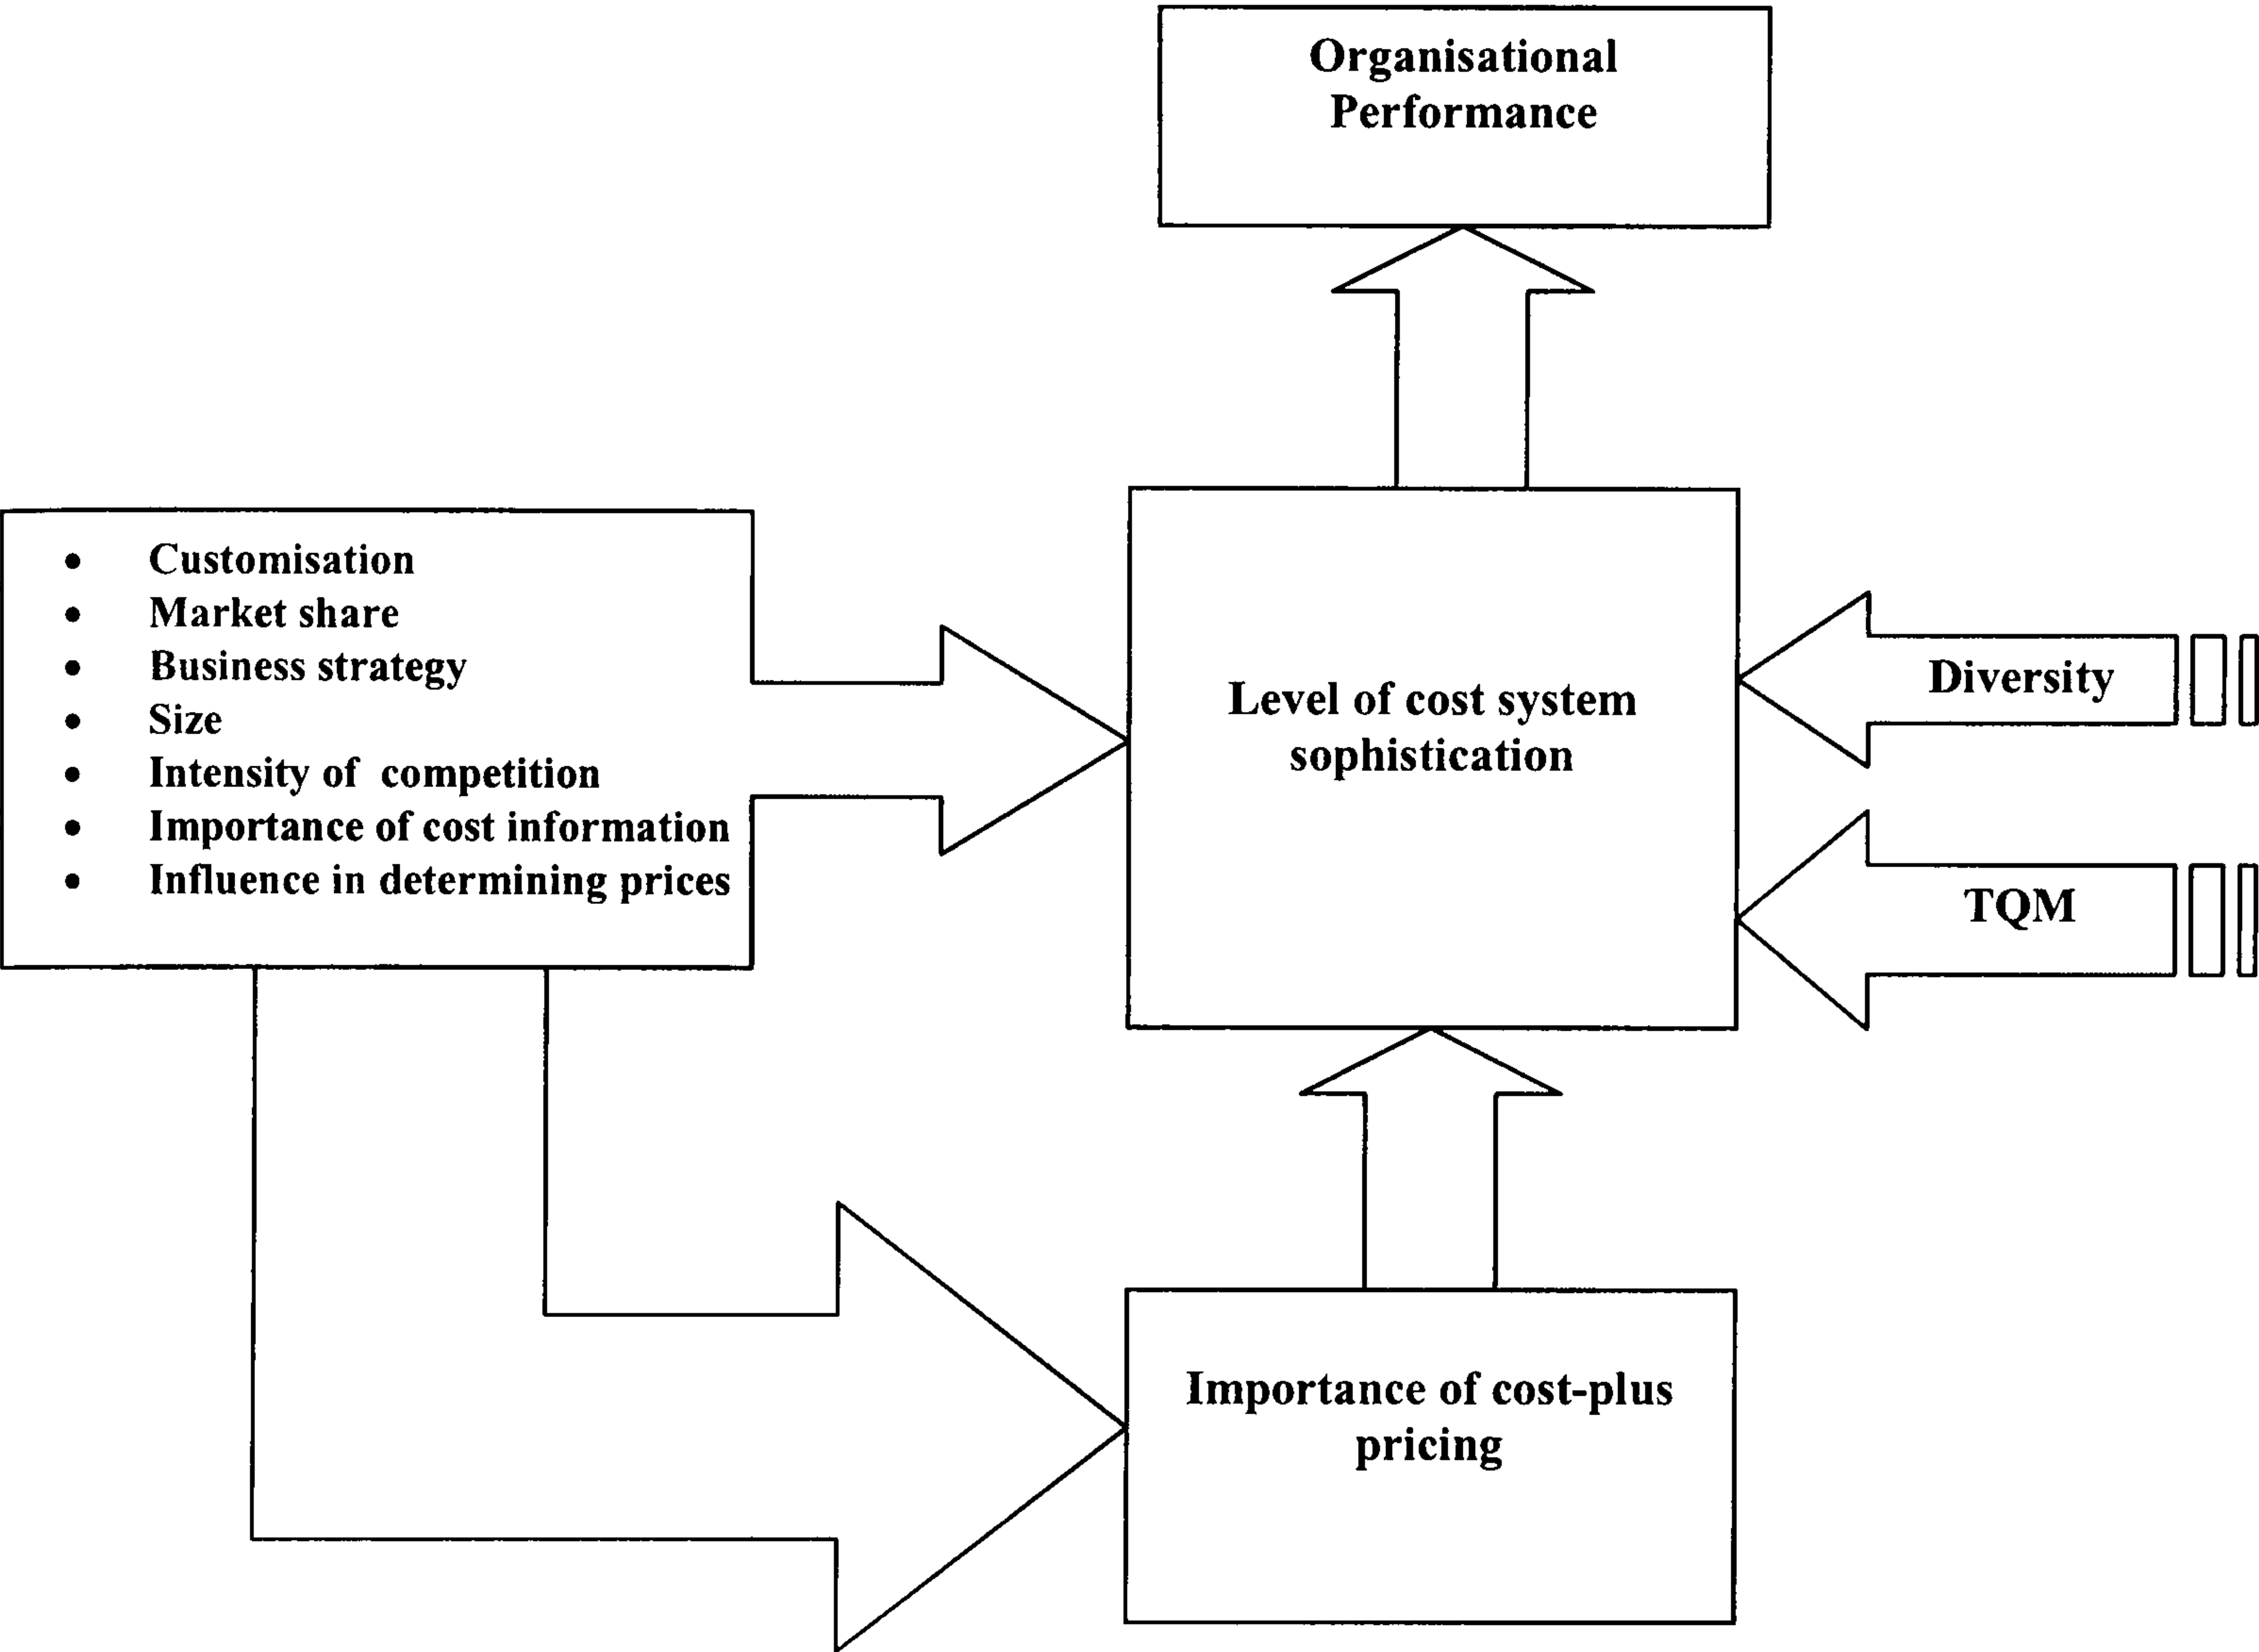 Organisational
Performance
• Customisation
• Market share
• Business strategy
• Size
• Intensity of competition
• Importance of cost information
• Influence in determining prices
Level of cost system
sophistication
Diversity
TQM
Importance of cost-plus
pricing